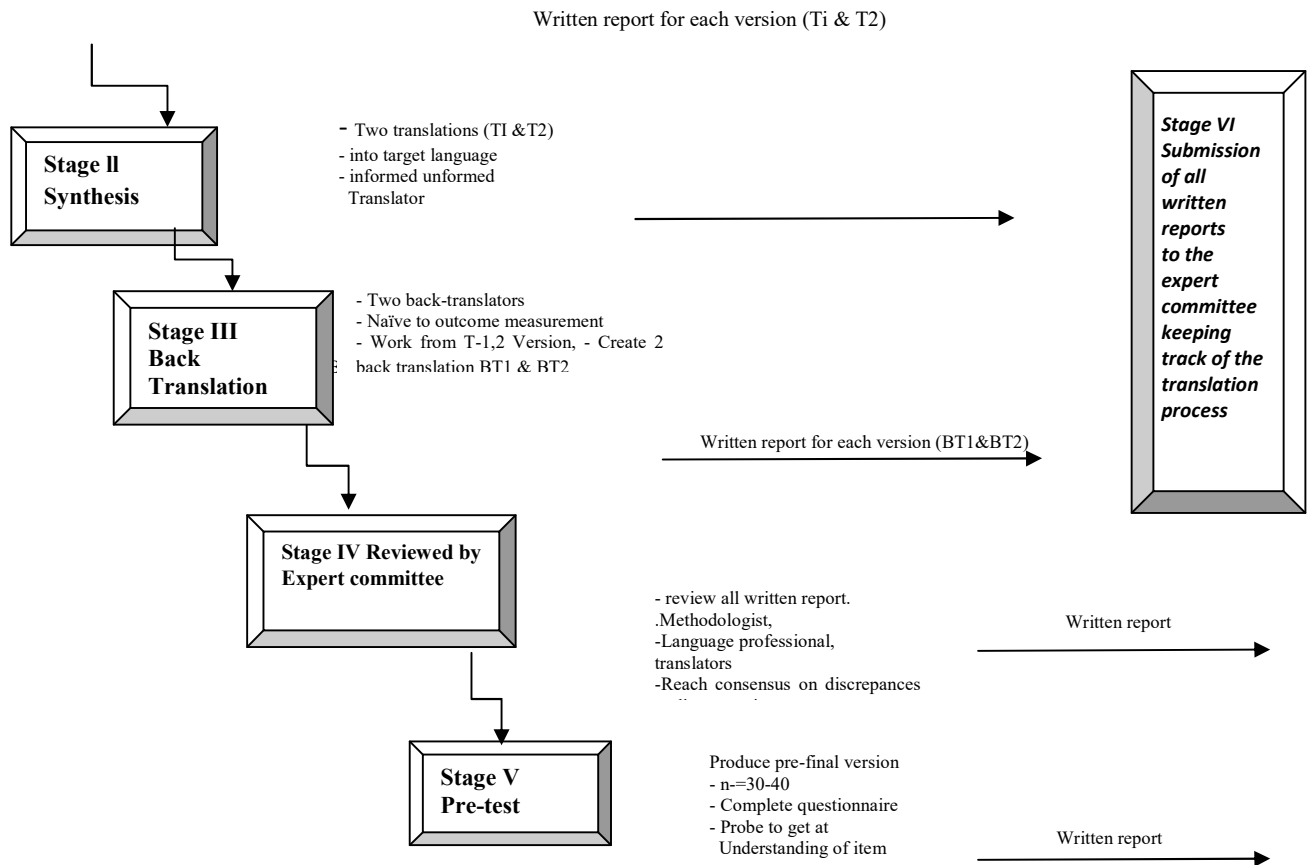 Written report for each version (Ti & T2)
Stage ll
Synthesis
- Two translations (TI &T2)
- into target language
- informed unformed
Translator
Stage VI
Submission
of all
written
reports
to the
expert
committee
keeping
track of the
translation
process
Stage III
Back
Translation
- Two back-translators
- Naïve to outcome measurement
- Work from T-1,2 Version, - Create 2
back translation BT1 & BT2
Written report for each version (BT1&BT2)
Stage IV Reviewed by
Expert committee
- review all written report.
.Methodologist,
-Language professional,
translators
-Reach consensus on discrepances
Written report
Stage V
Pre-test
Produce pre-final version
- n-=30-40
- Complete questionnaire
- Probe to get at
Understanding of item
Written report